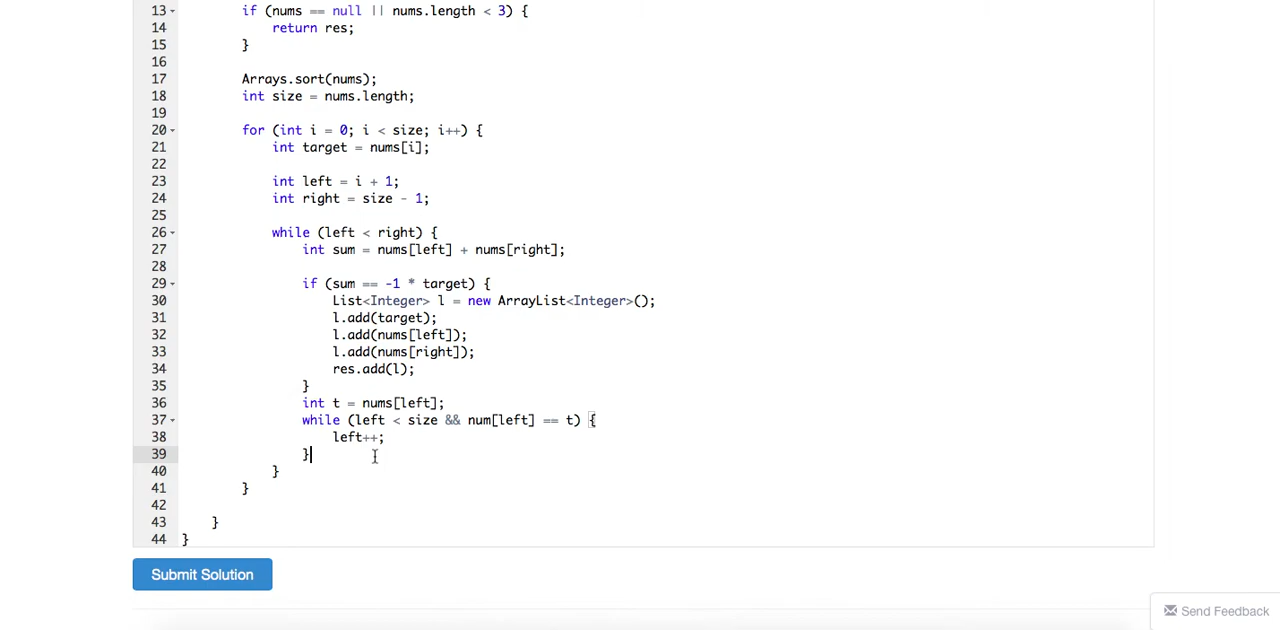 13 if (nums == null || nums.length < 3) {
14 return res;
15 }
16
17 Arrays.sort(nums);
18 int size = nums.length;
19
20 for (int i = 0; i < size; i++) {
21 int target = nums[i];
22
23 int left = i + 1;
24 int right = size - 1;
25
26 while (left < right) {
27 int sum = nums[left] + nums[right];
28
29 if (sum == -1 * target) {
30 List<Integer> l = new ArrayList<Integer>();
31 l.add(target);
32 l.add(nums[left]);
33 l.add(nums[right]);
34 res.add(l);
35 }
36 int t = nums[left];
37 while (left < size && num[left] == t) {
38 left++;
39 }
40 }
41 }
42
43 }
44 }
Submit Solution
Send Feedback